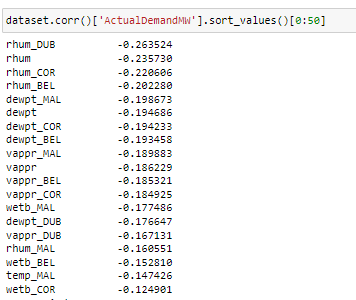 dataset.corr()['ActualDemandMW'].sort_values()[0:50]
rhum_DUB -0.263524
rhum -0.235730
rhum_COR -0.220606
rhum_BEL -0.202280
dewpt_MAL -0.198673
dewpt -0.194686
dewpt_COR -0.194233
dewpt_BEL -0.193458
vappr_MAL -0.189883
vappr -0.186229
vappr_BEL -0.185321
vappr_COR -0.184925
wetb_MAL -0.177486
dewpt_DUB -0.176647
vappr_DUB -0.167131
rhum_MAL -0.160551
wetb_BEL -0.152810
temp_MAL -0.147426
wetb_COR -0.124901